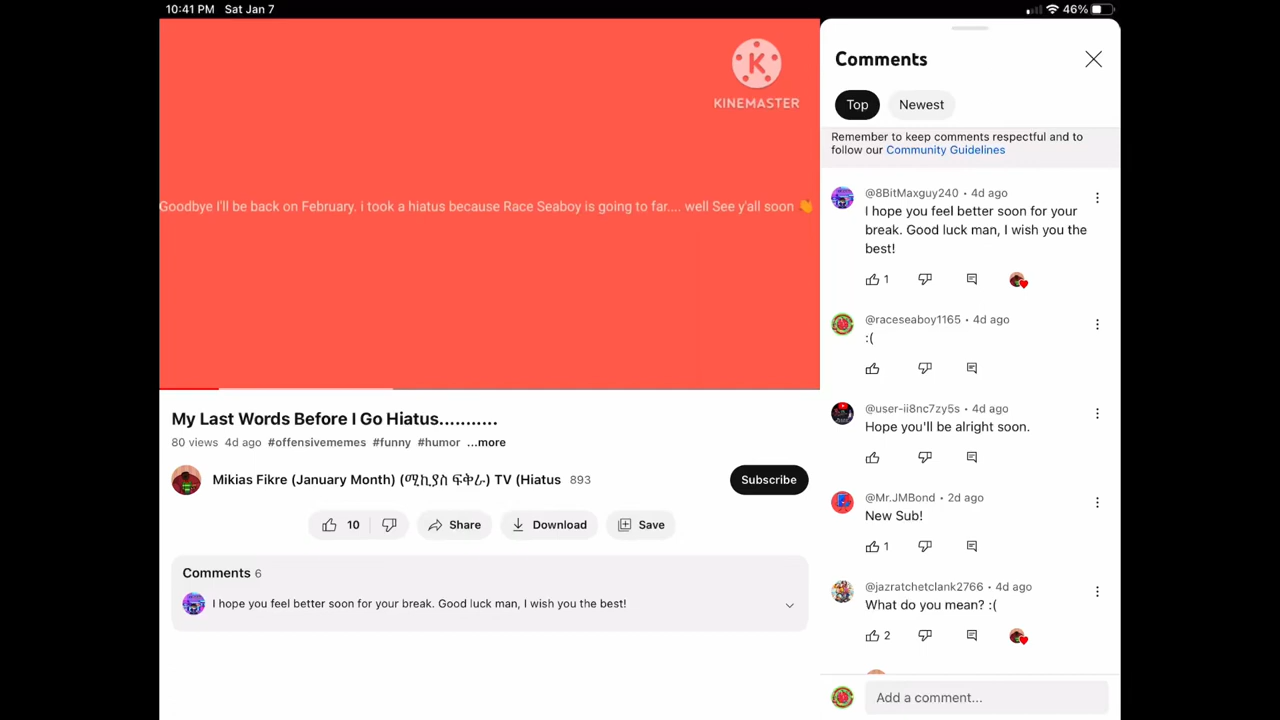 10:41 PM Sat Jan 7
46%
K
KINEMASTER
Goodbye I'll be back on February. i took a hiatus because Race Seaboy is going to far.... well See y'all soon 👏
My Last Words Before I Go Hiatus...........
80 views 4d ago #offensivememes #funny #humor ...more
Mikias Fikre (January Month) (ሚኪያስ ፍቅራ) TV (Hiatus 893
Subscribe
10
Share
Download
Save
Comments 6
I hope you feel better soon for your break. Good luck man, I wish you the best!
Comments
Top
Newest
Remember to keep comments respectful and to
follow our Community Guidelines
@8BitMaxguy240 • 4d ago
I hope you feel better soon for your
break. Good luck man, I wish you the
best!
1
@raceseaboy1165 • 4d ago
:(
@user-ii8nc7zy5s • 4d ago
Hope you'll be alright soon.
@Mr.JMBond • 2d ago
New Sub!
1
@jazratchetclank2766 • 4d ago
What do you mean? :(
2
Add a comment...